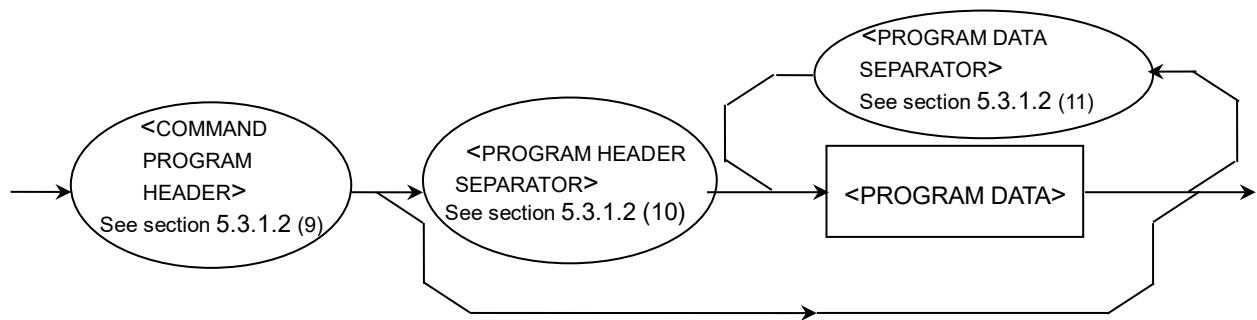 <COMMAND
PROGRAM
HEADER>
See section 5.3.1.2 (9)
<PROGRAM HEADER
SEPARATOR>
See section 5.3.1.2 (10)
<PROGRAM DATA
SEPARATOR>
See section 5.3.1.2 (11)
<PROGRAM DATA>